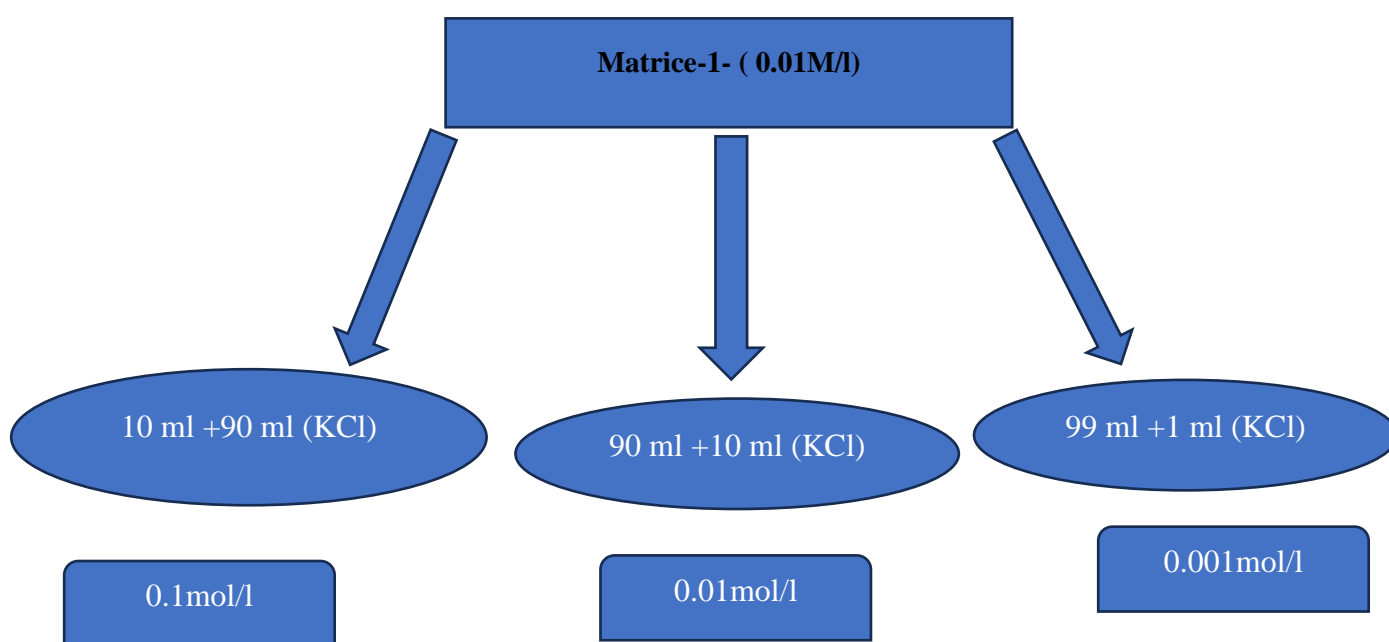 Matrice-1- ( 0.01M/l)
10 ml +90 ml (KCl)
90 ml +10 ml (KCl)
99 ml +1 ml (KCl)
0.1mol/l
0.01mol/l
0.001mol/l